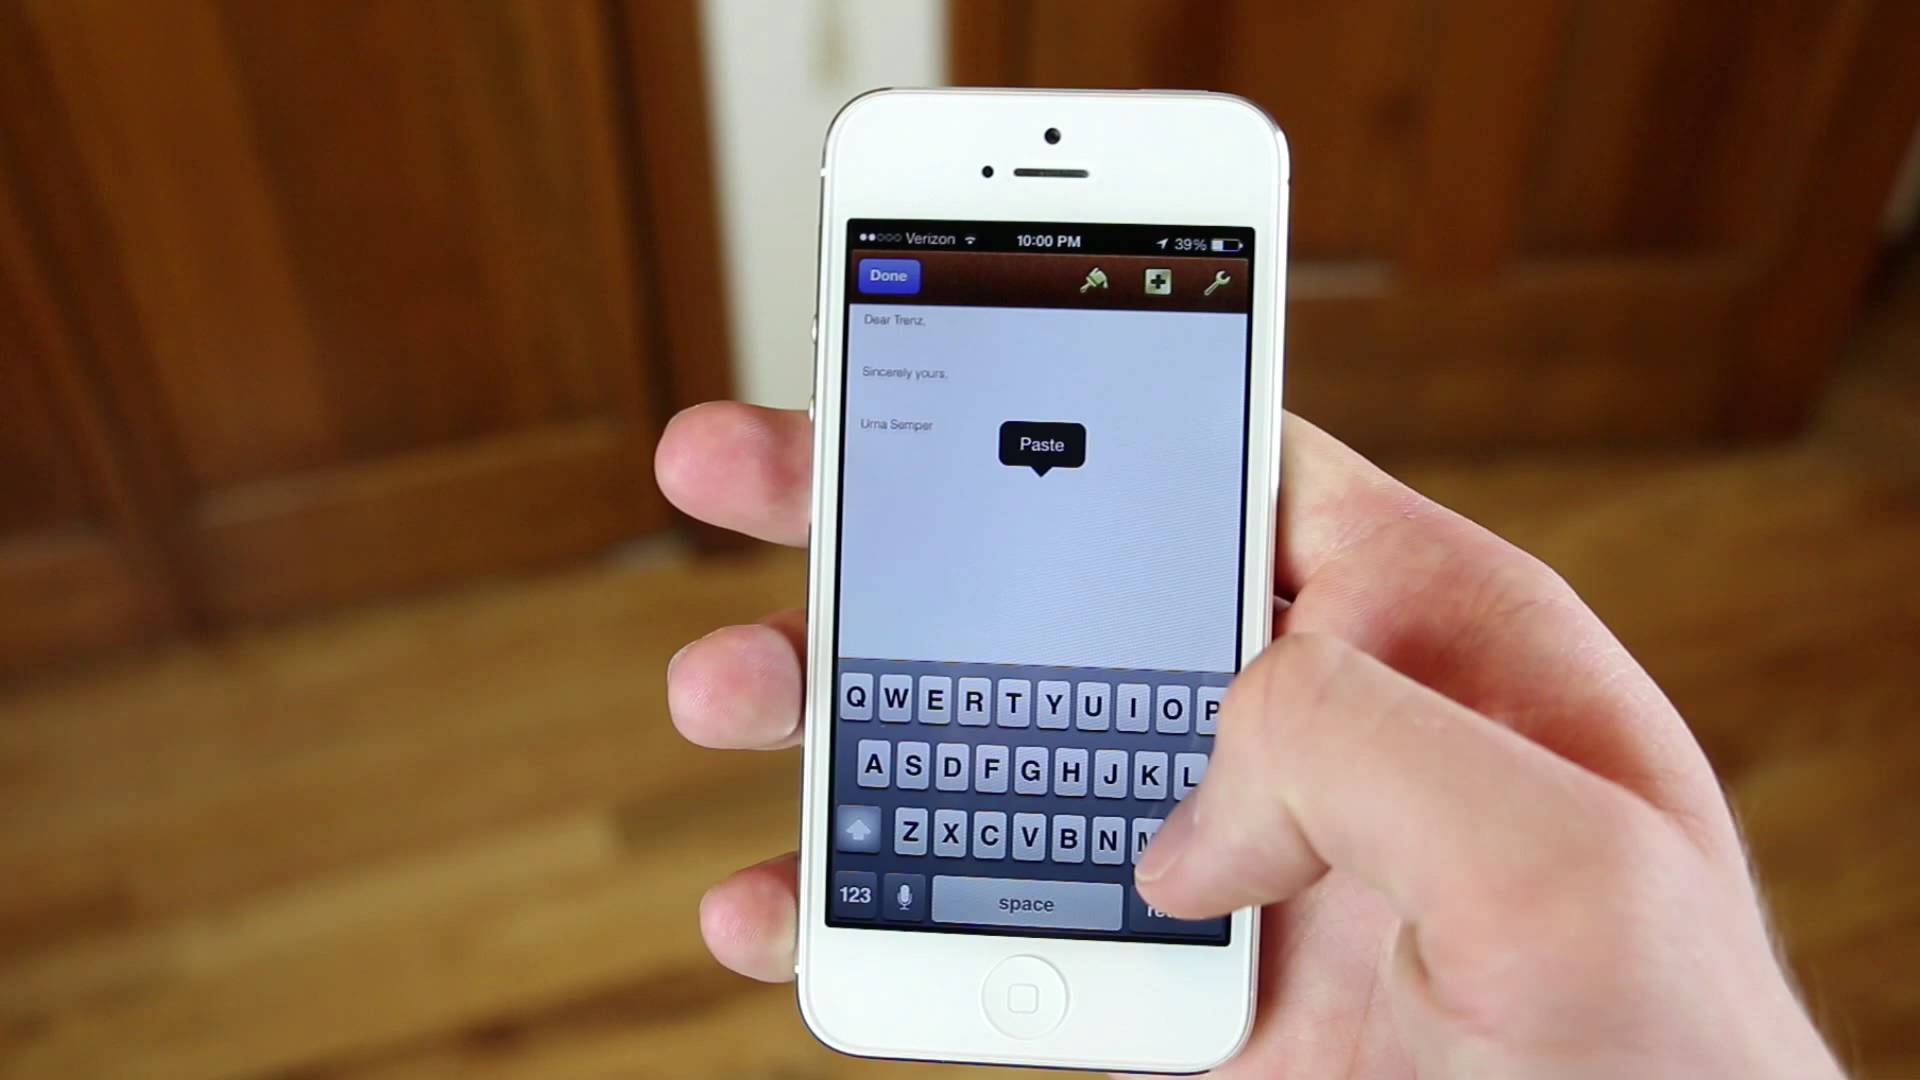 Verizon 10:00 PM 39%
Done
Dear Trenz,
Sincerely yours,
Urna Semper
Paste
Q W E R T Y U I O P
A S D F G H J K L
Z X C V B N M
123 space